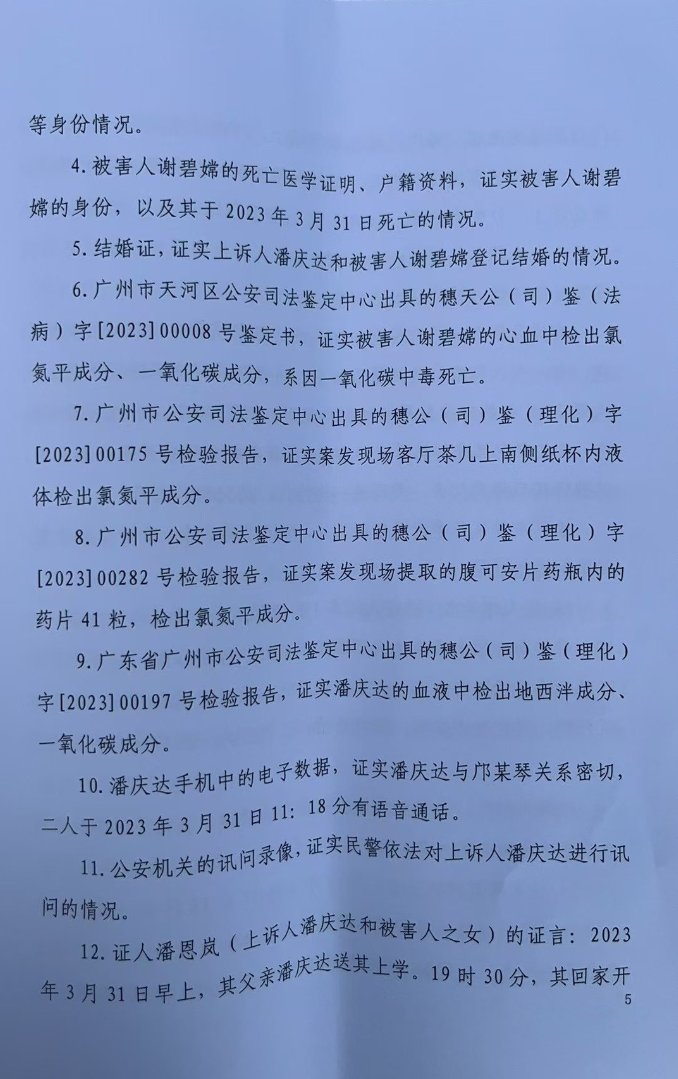 等身份情况。
4. 被害人谢碧嫦的死亡医学证明、户籍资料，证实被害人谢碧
嫦的身份，以及其于 2023 年 3 月 31 日死亡的情况。
5. 结婚证，证实上诉人潘庆达和被害人谢碧嫦登记结婚的情况。
6. 广州市天河区公安司法鉴定中心出具的穗天公（司）鉴（法
病）字[2023]00008 号鉴定书，证实被害人谢碧嫦的心血中检出氯
氮平成分、一氧化碳成分，系因一氧化碳中毒死亡。
7. 广州市公安司法鉴定中心出具的穗公（司）鉴（理化）字
[2023]00175 号检验报告，证实案发现场客厅茶几上南侧纸杯内液
体检出氯氮平成分。
8. 广州市公安司法鉴定中心出具的穗公（司）鉴（理化）字
[2023]00282 号检验报告，证实案发现场提取的腹可安片药瓶内的
药片 41 粒，检出氯氮平成分。
9. 广东省广州市公安司法鉴定中心出具的穗公（司）鉴（理化）
字[2023]00197 号检验报告，证实潘庆达的血液中检出地西泮成分、
一氧化碳成分。
10. 潘庆达手机中的电子数据，证实潘庆达与邝某琴关系密切，
二人于 2023 年 3 月 31 日 11：18 分有语音通话。
11. 公安机关的讯问录像，证实民警依法对上诉人潘庆达进行讯
问的情况。
12. 证人潘恩岚（上诉人潘庆达和被害人之女）的证言：2023
年 3 月 31 日早上，其父亲潘庆达送其上学。19 时 30 分，其回家开
5